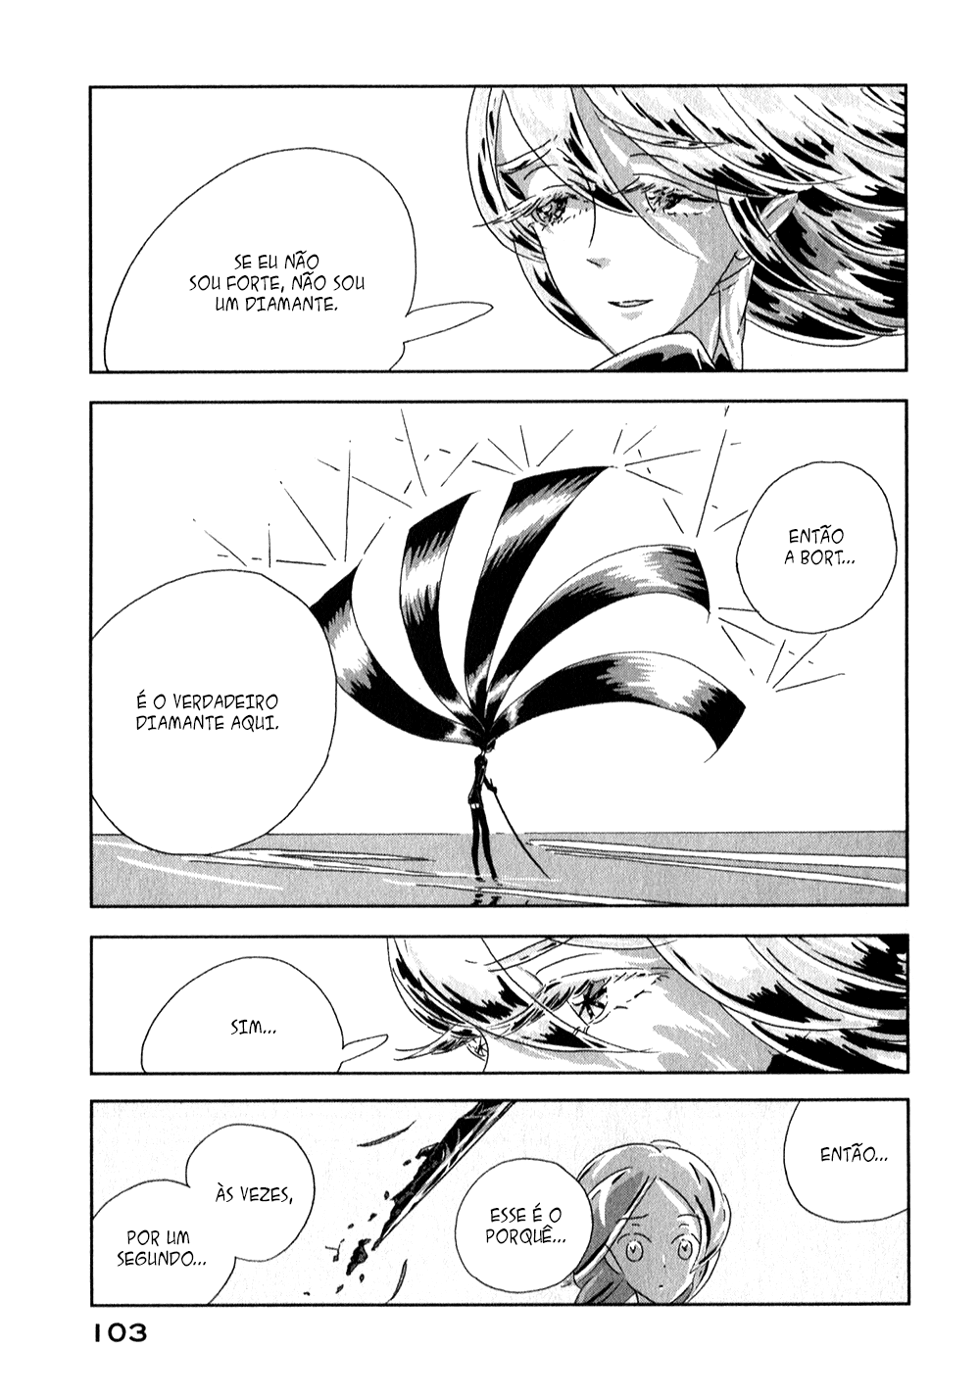 SE EU NÃO
SOU FORTE, NÃO SOU
UM DIAMANTE.
ENTÃO
A BORT...
É O VERDADEIRO
DIAMANTE AQUI.
SIM...
ENTÃO...
ESSE É O
PORQUÊ...
ÀS VEZES,
POR UM
SEGUNDO...
103